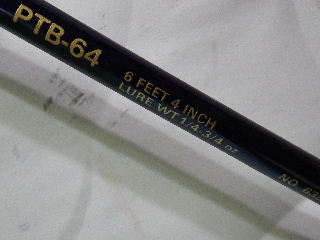 PTB-64
6 FEET 4 INCH
LURE WT 1/4-3/4 oz
NO.